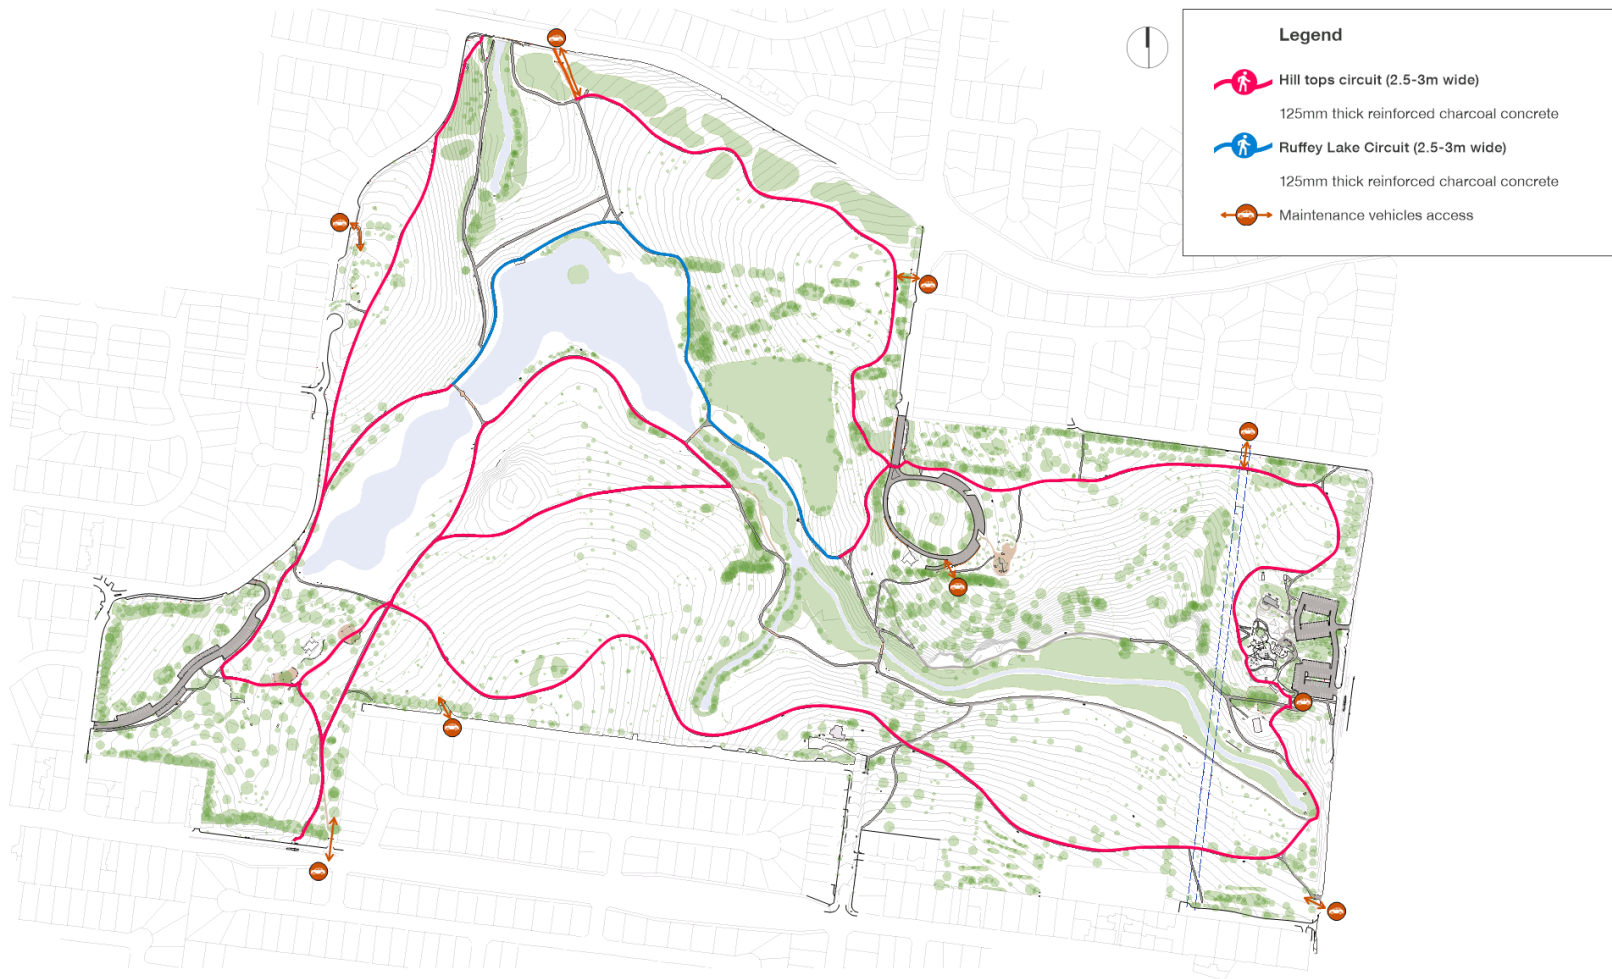 Legend
Hill tops circuit (2.5-3m wide)
125mm thick reinforced charcoal concrete
Ruffey Lake Circuit (2.5-3m wide)
125mm thick reinforced charcoal concrete
Maintenance vehicles access